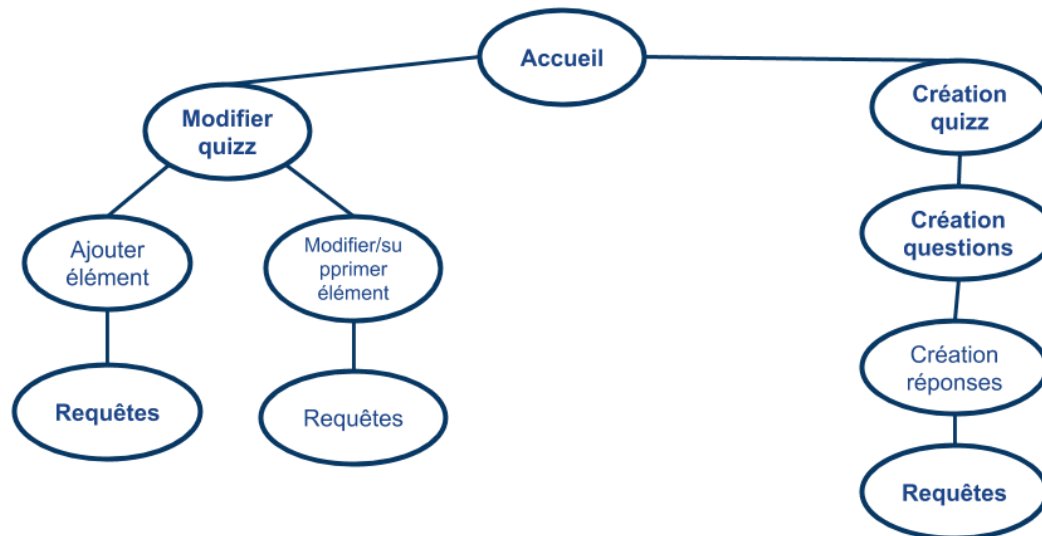 Accueil
Modifier
quizz
Création
quizz
Ajouter
élément
Modifier/su
pprimer
élément
Création
questions
Requêtes
Requêtes
Création
réponses
Requêtes